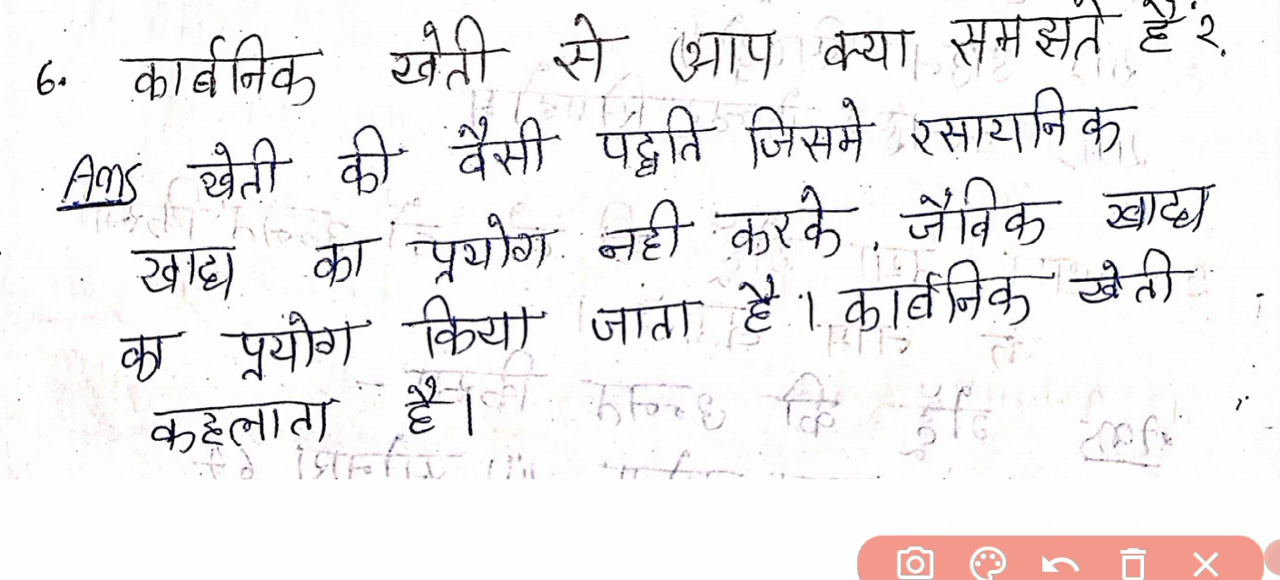 6. कार्बनिक खेती से आप क्या समझते है?
Ans खेती की वैसी पद्धति जिसमे रसायनिक
खाद्य का प्रयोग नही करके जैविक खाद्य
का प्रयोग किया जाता है। कार्बनिक खेती
कहलाता है।